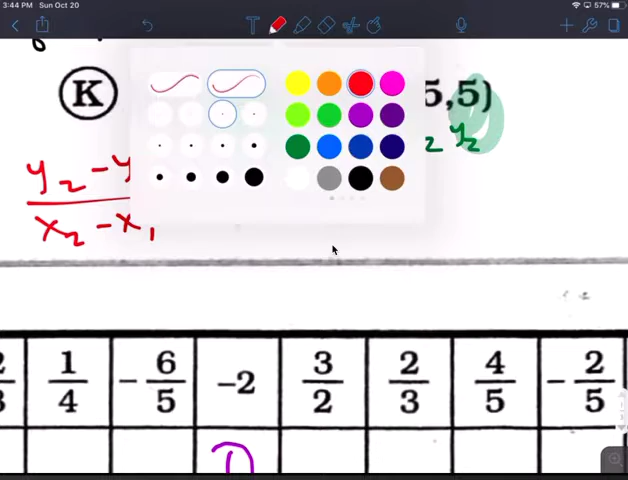 3:44 PM Sun Oct 20 57%
T
K 5,5)
2 y2
y2 - y
x2 - x1
1/4 -6/5 -2 3/2 2/3 4/5 -2/5